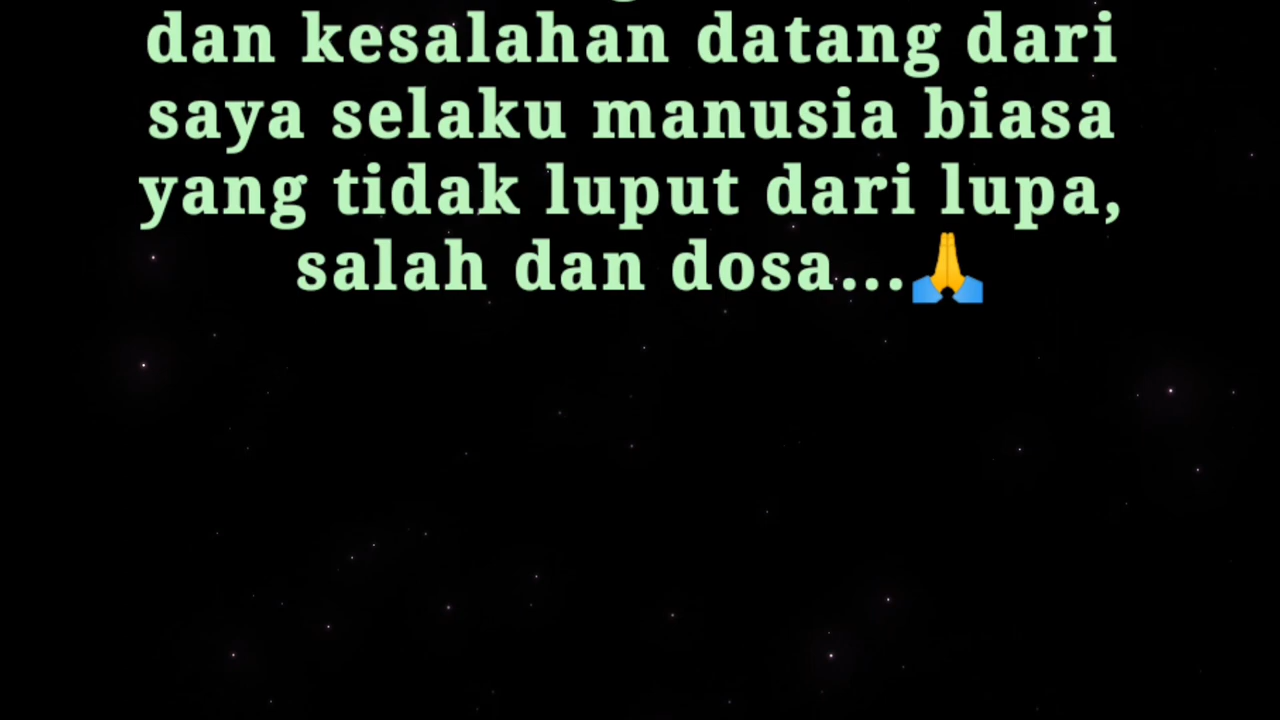 dan kesalahan datang dari
saya selaku manusia biasa
yang tidak luput dari lupa,
salah dan dosa...🙏